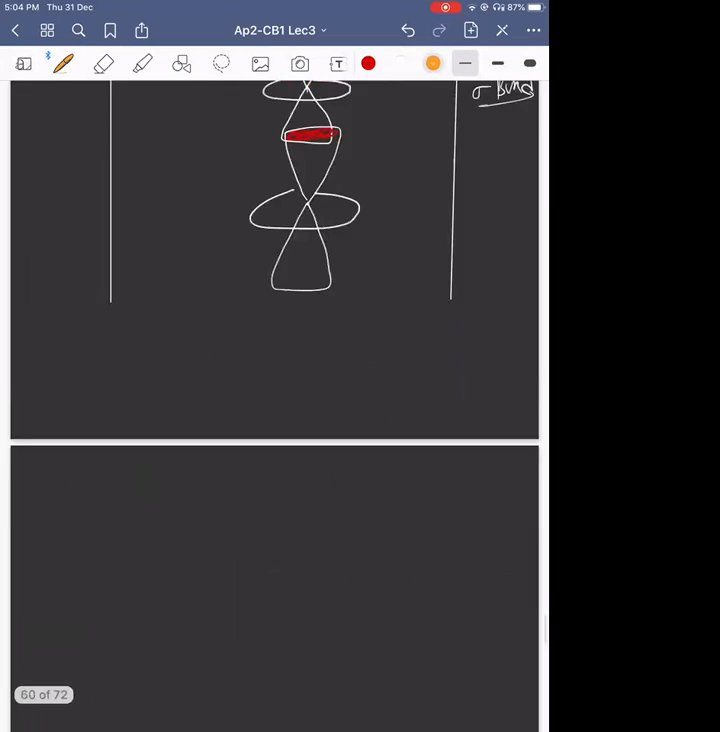 5:04 PM Thu 31 Dec
87%
Ap2-CB1 Lec3
T
σ Bond
60 of 72